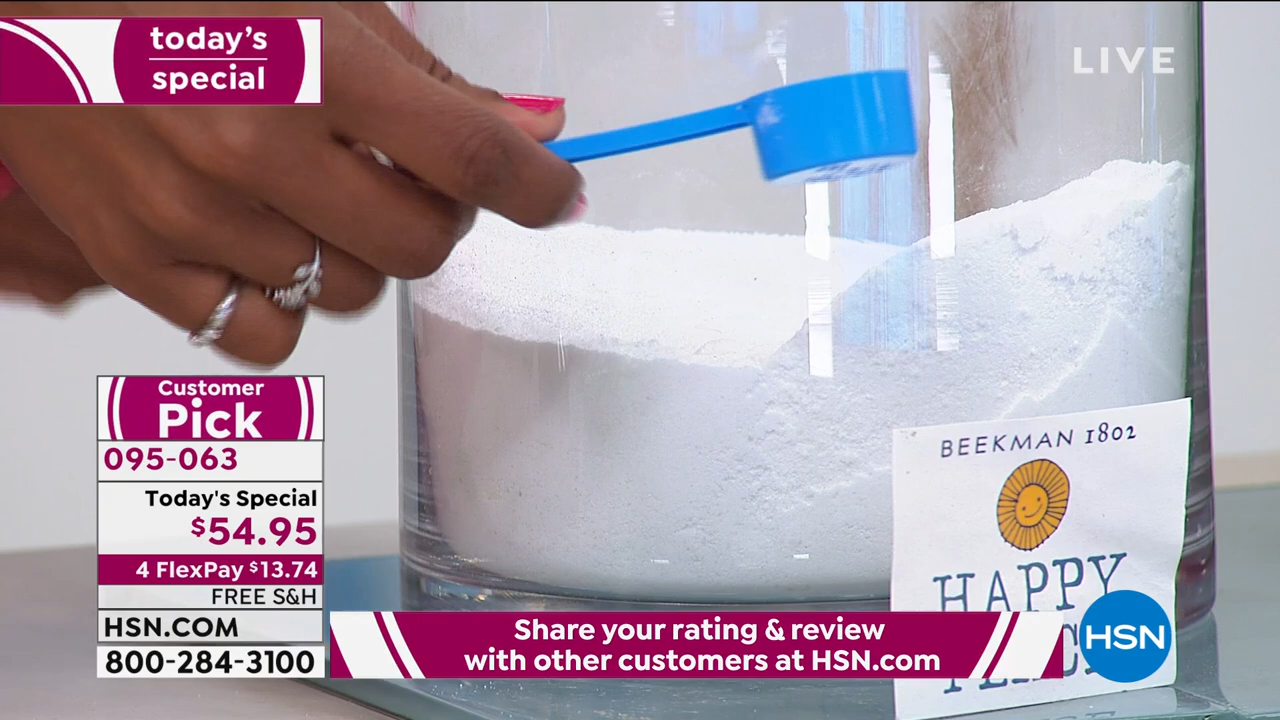 today's
special
LIVE
Customer
Pick
095-063
Today's Special
$54.95
4 FlexPay $13.74
FREE S&H
HSN.COM
800-284-3100
Share your rating & review
with other customers at HSN.com
BEEKMAN 1802
HAPPY
HSN